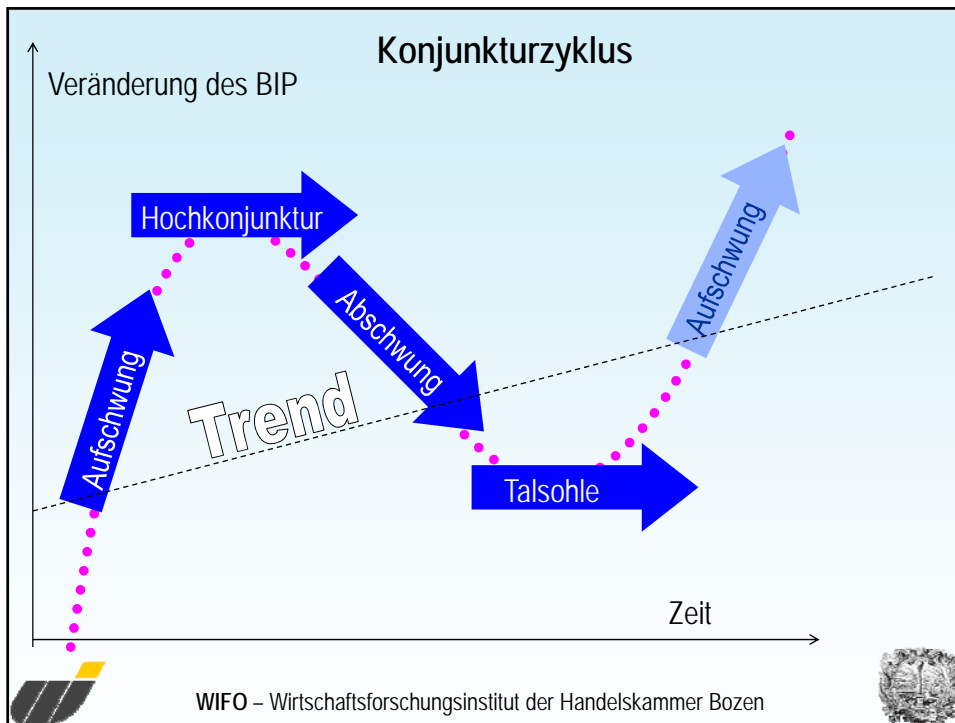 Konjunkturzyklus
Veränderung des BIP
Hochkonjunktur
Aufschwung
Abschwung
Aufschwung
Trend
Talsohle
Zeit
WIFO – Wirtschaftsforschungsinstitut der Handelskammer Bozen